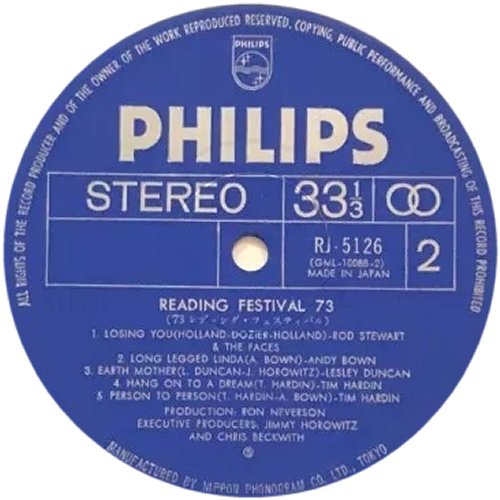 ALL RIGHTS OF THE RECORD PRODUCER AND OF THE OWNER OF THE WORK REPRODUCED RESERVED. COPYING, PUBLIC PERFORMANCE AND BROADCASTING OF THIS RECORD PROHIBITED
PHILIPS
PHILIPS
STEREO 33 1/3
RJ-5126
(GML-10088-2)
MADE IN JAPAN
2
READING FESTIVAL 73
(73 レディング・フェスティバル)
1. LOSING YOU(HOLLAND-DOZIER-HOLLAND)-ROD STEWART
& THE FACES
2. LONG LEGGED LINDA(A. BOWN)-ANDY BOWN
3. EARTH MOTHER(L. DUNCAN-J. HOROWITZ)-LESLEY DUNCAN
4. HANG ON TO A DREAM(T. HARDIN)-TIM HARDIN
5. PERSON TO PERSON(T. HARDIN-A. BOWN)-TIM HARDIN
PRODUCTION: RON NEVERSON
EXECUTIVE PRODUCERS: JIMMY HOROWITZ
AND CHRIS BECKWITH
MANUFACTURED BY NIPPON PHONOGRAM CO. LTD., TOKYO